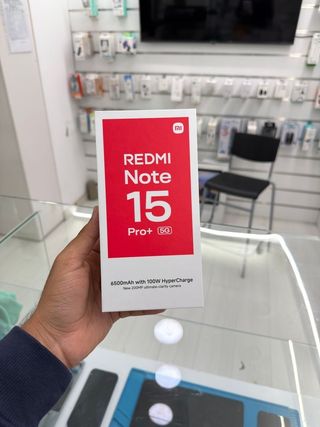 mi
REDMI
Note
15
Pro+ 5G
6500mAh with 100W HyperCharge
New 200MP ultimate-clarity camera